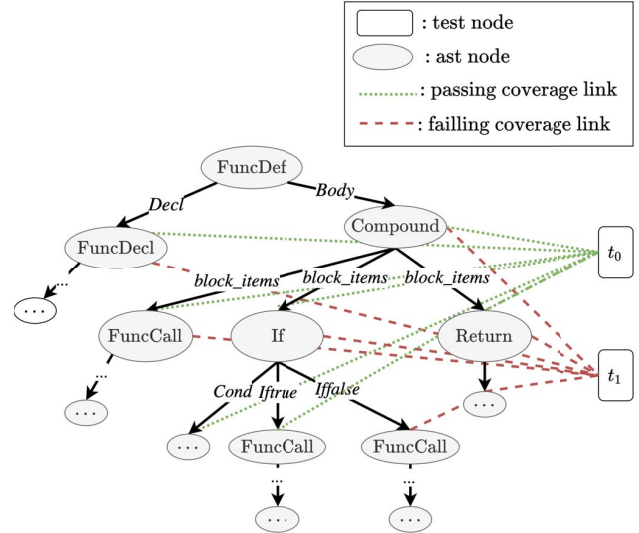 : test node
: ast node
: passing coverage link
: failling coverage link
FuncDef
Decl
Body
FuncDecl
Compound
t0
...
block_items
block_items
block_items
...
FuncCall
If
Return
t1
...
Cond
Iftrue
Iffalse
...
...
...
FuncCall
FuncCall
...
...
...
...